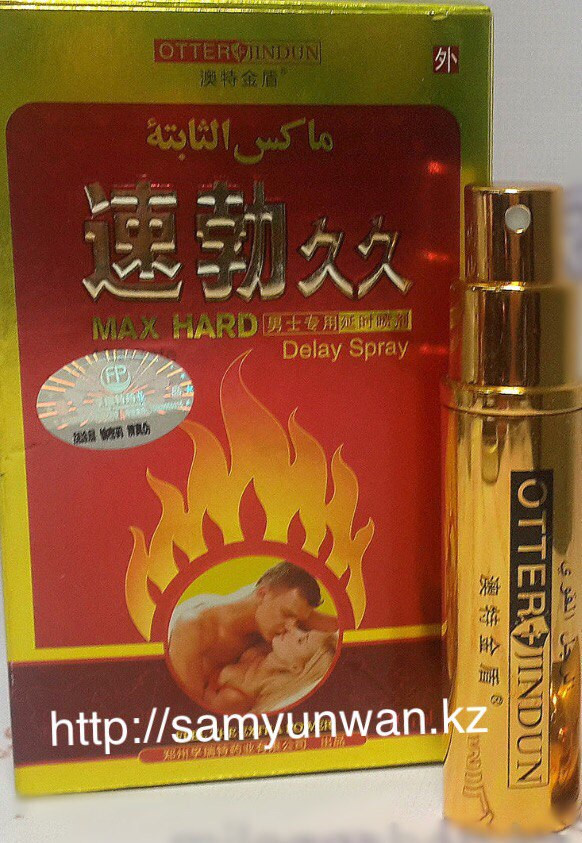 OTTER JINDUN
澳特金盾®
外
ماكس الثابتة
速勃久久
MAX HARD 男士专用延时喷剂
Delay Spray
FP
http://samyunwan.kz
OTTER JINDUN
澳特金盾®